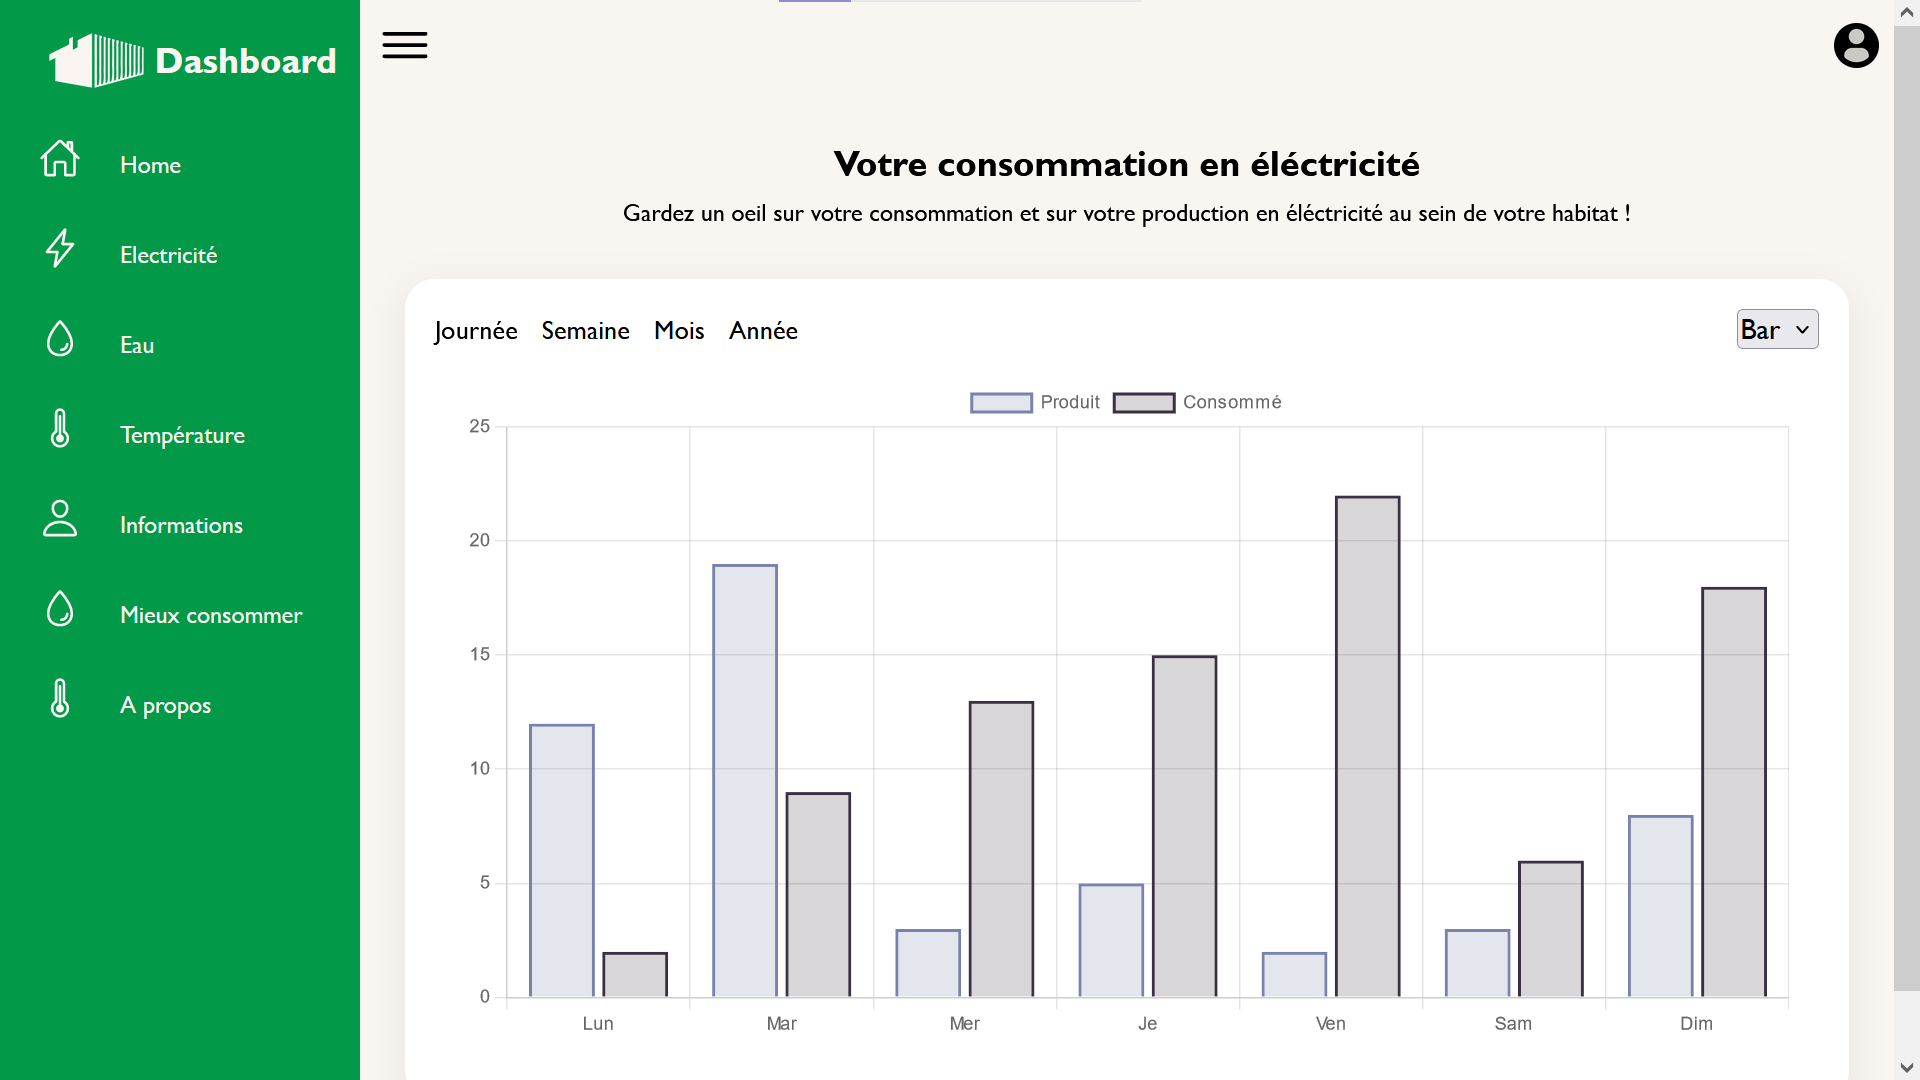 Dashboard
Home
Electricité
Eau
Température
Informations
Mieux consommer
A propos
Votre consommation en éléctricité
Gardez un oeil sur votre consommation et sur votre production en éléctricité au sein de votre habitat !
Journée Semaine Mois Année
Bar
Produit Consommé
25
20
15
10
5
0
Lun Mar Mer Je Ven Sam Dim